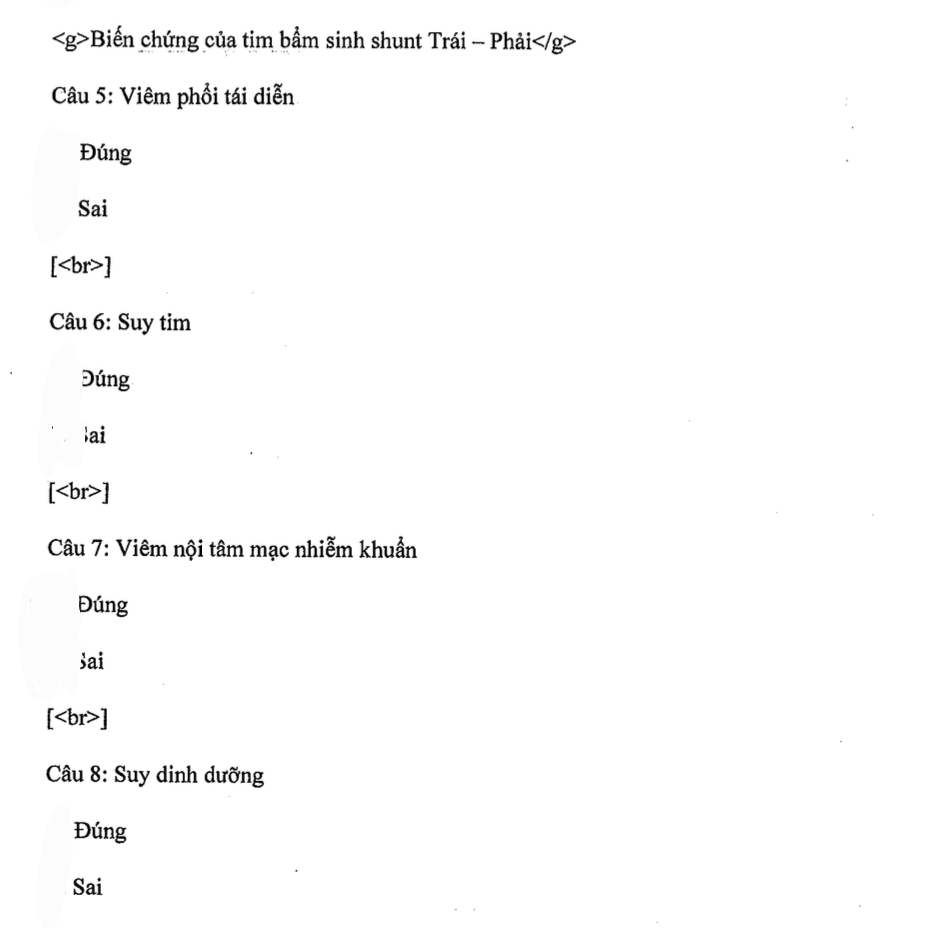 <g>Biến chứng của tim bẩm sinh shunt Trái – Phải</g>
Câu 5: Viêm phổi tái diễn
Đúng
Sai
[<br>]
Câu 6: Suy tim
Đúng
Sai
[<br>]
Câu 7: Viêm nội tâm mạc nhiễm khuẩn
Đúng
Sai
[<br>]
Câu 8: Suy dinh dưỡng
Đúng
Sai